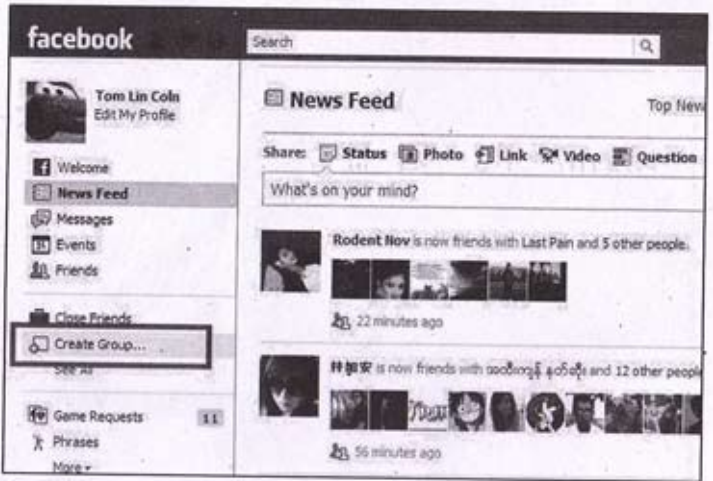 facebook
Search
Tom Lin Coln
Edit My Profile
Welcome
News Feed
Messages
Events
Friends
Close Friends
Create Group...
See All
Game Requests 11
Phrases
More
News Feed
Top New
Share: Status Photo Link Video Question
What's on your mind?
Rodent Nov is now friends with Last Pain and 5 other people.
22 minutes ago
is now friends with and 12 other people
56 minutes ago